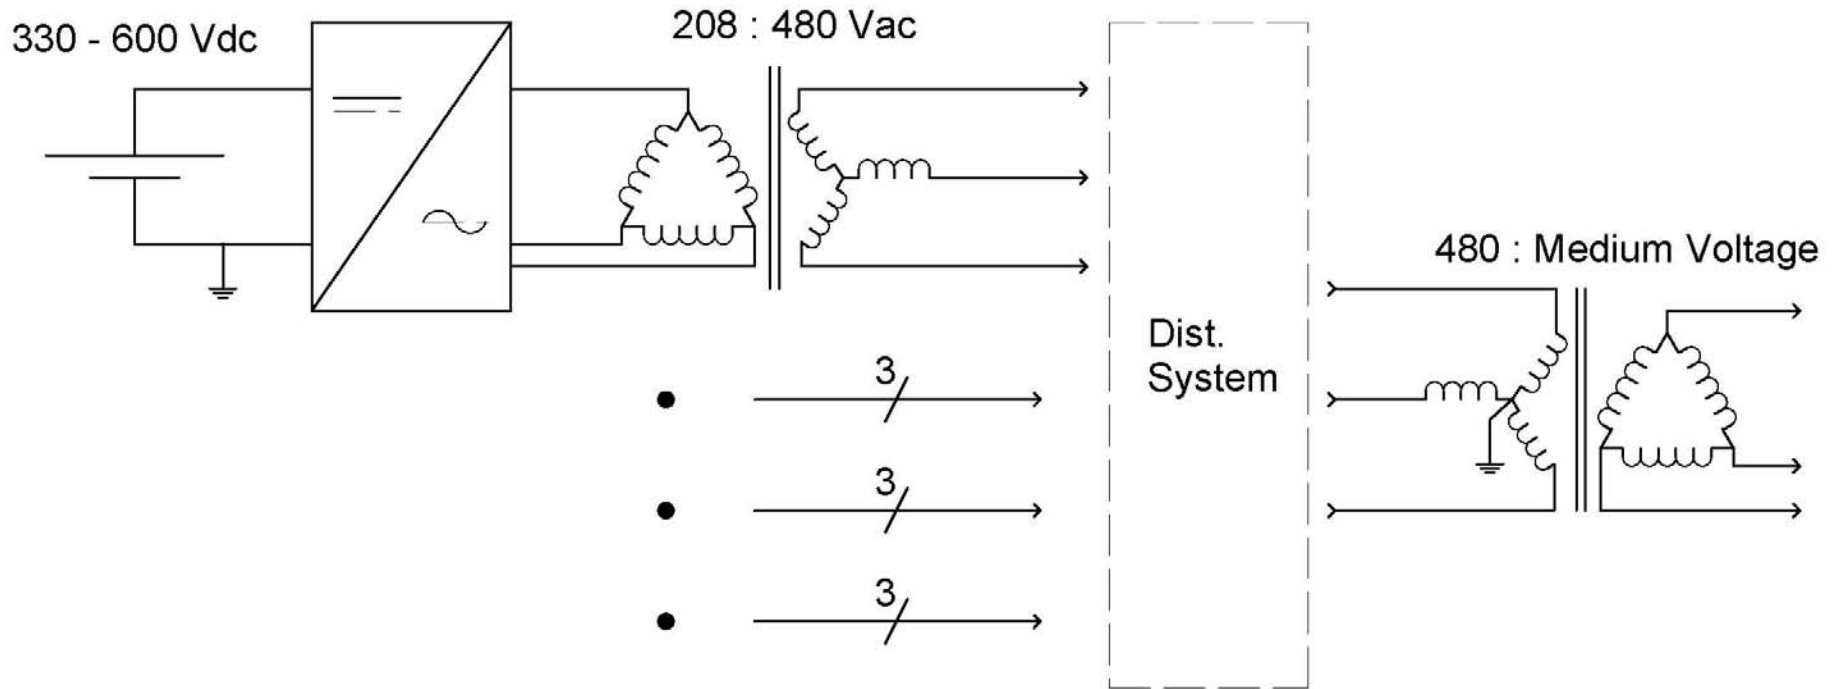 330 - 600 Vdc
208 : 480 Vac
480 : Medium Voltage
Dist.
System
3
3
3